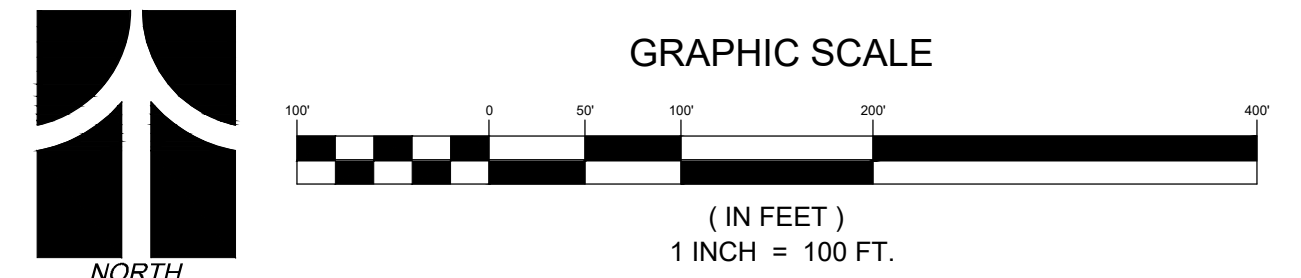 GRAPHIC SCALE
100' 0 50' 100' 200' 400'
( IN FEET )
1 INCH = 100 FT.
NORTH